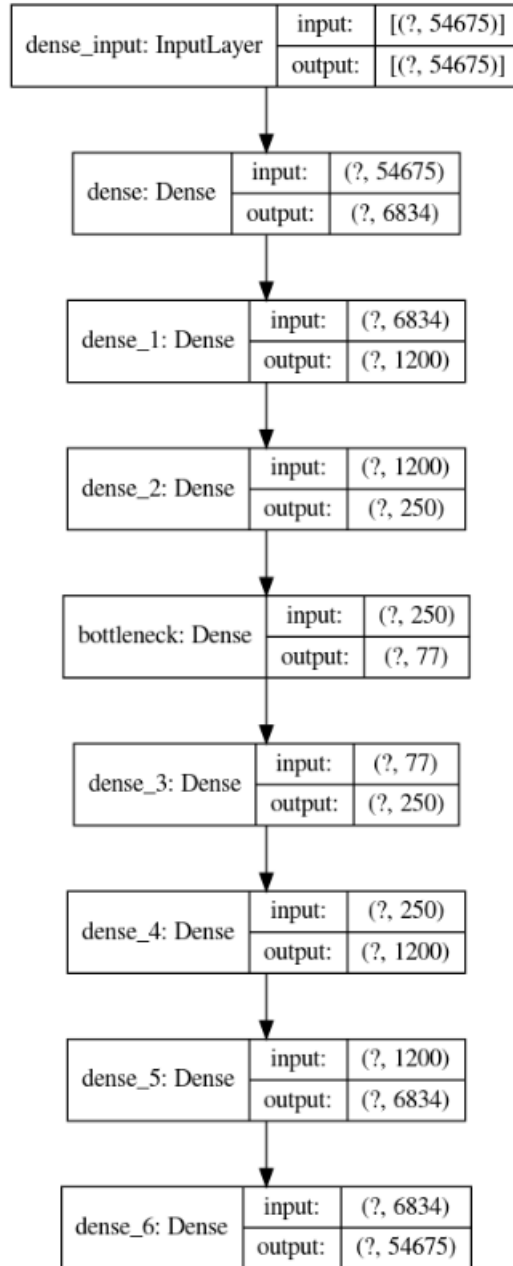 dense_input: InputLayer
input: [(?, 54675)]
output: [(?, 54675)]
dense: Dense
input: (?, 54675)
output: (?, 6834)
dense_1: Dense
input: (?, 6834)
output: (?, 1200)
dense_2: Dense
input: (?, 1200)
output: (?, 250)
bottleneck: Dense
input: (?, 250)
output: (?, 77)
dense_3: Dense
input: (?, 77)
output: (?, 250)
dense_4: Dense
input: (?, 250)
output: (?, 1200)
dense_5: Dense
input: (?, 1200)
output: (?, 6834)
dense_6: Dense
input: (?, 6834)
output: (?, 54675)